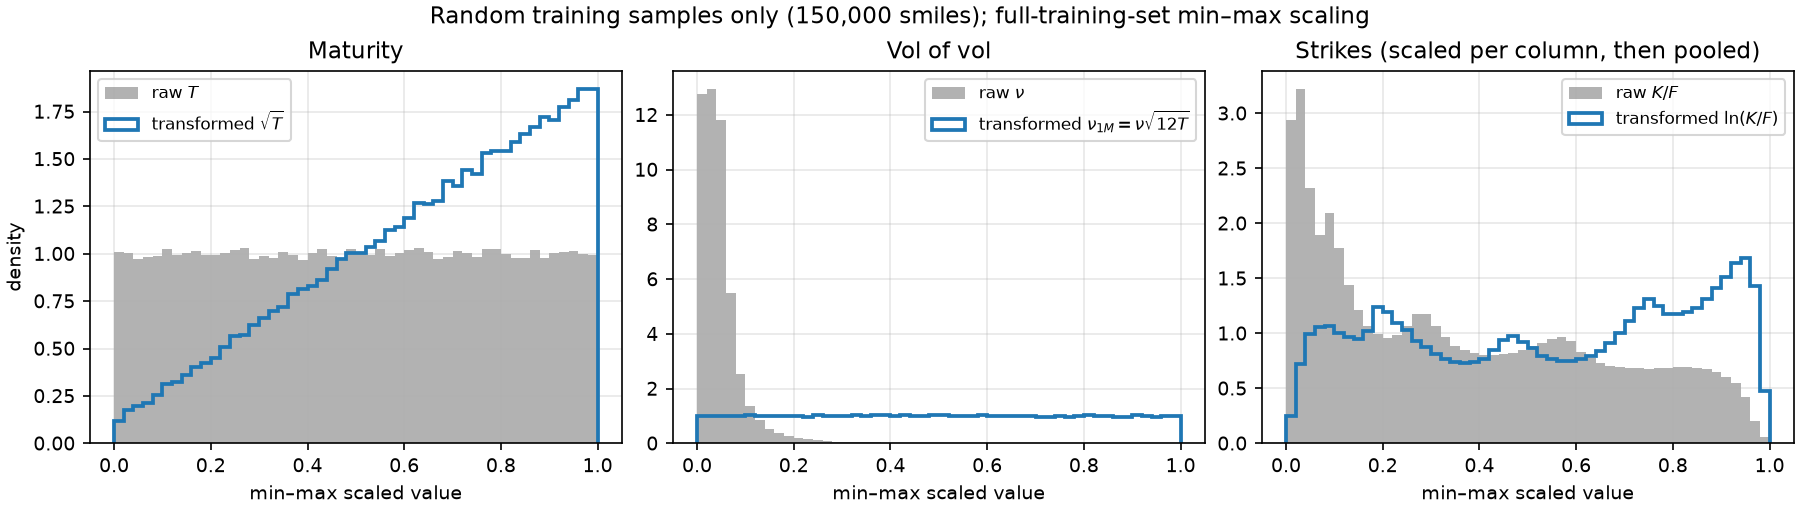 Random training samples only (150,000 smiles); full-training-set min–max scaling
Maturity
raw T
transformed √T
density
0.00
0.25
0.50
0.75
1.00
1.25
1.50
1.75
0.0 0.2 0.4 0.6 0.8 1.0
min–max scaled value
Vol of vol
raw ν
transformed ν1M = ν√12T
0
2
4
6
8
10
12
0.0 0.2 0.4 0.6 0.8 1.0
min–max scaled value
Strikes (scaled per column, then pooled)
raw K/F
transformed ln(K/F)
0.0
0.5
1.0
1.5
2.0
2.5
3.0
0.0 0.2 0.4 0.6 0.8 1.0
min–max scaled value